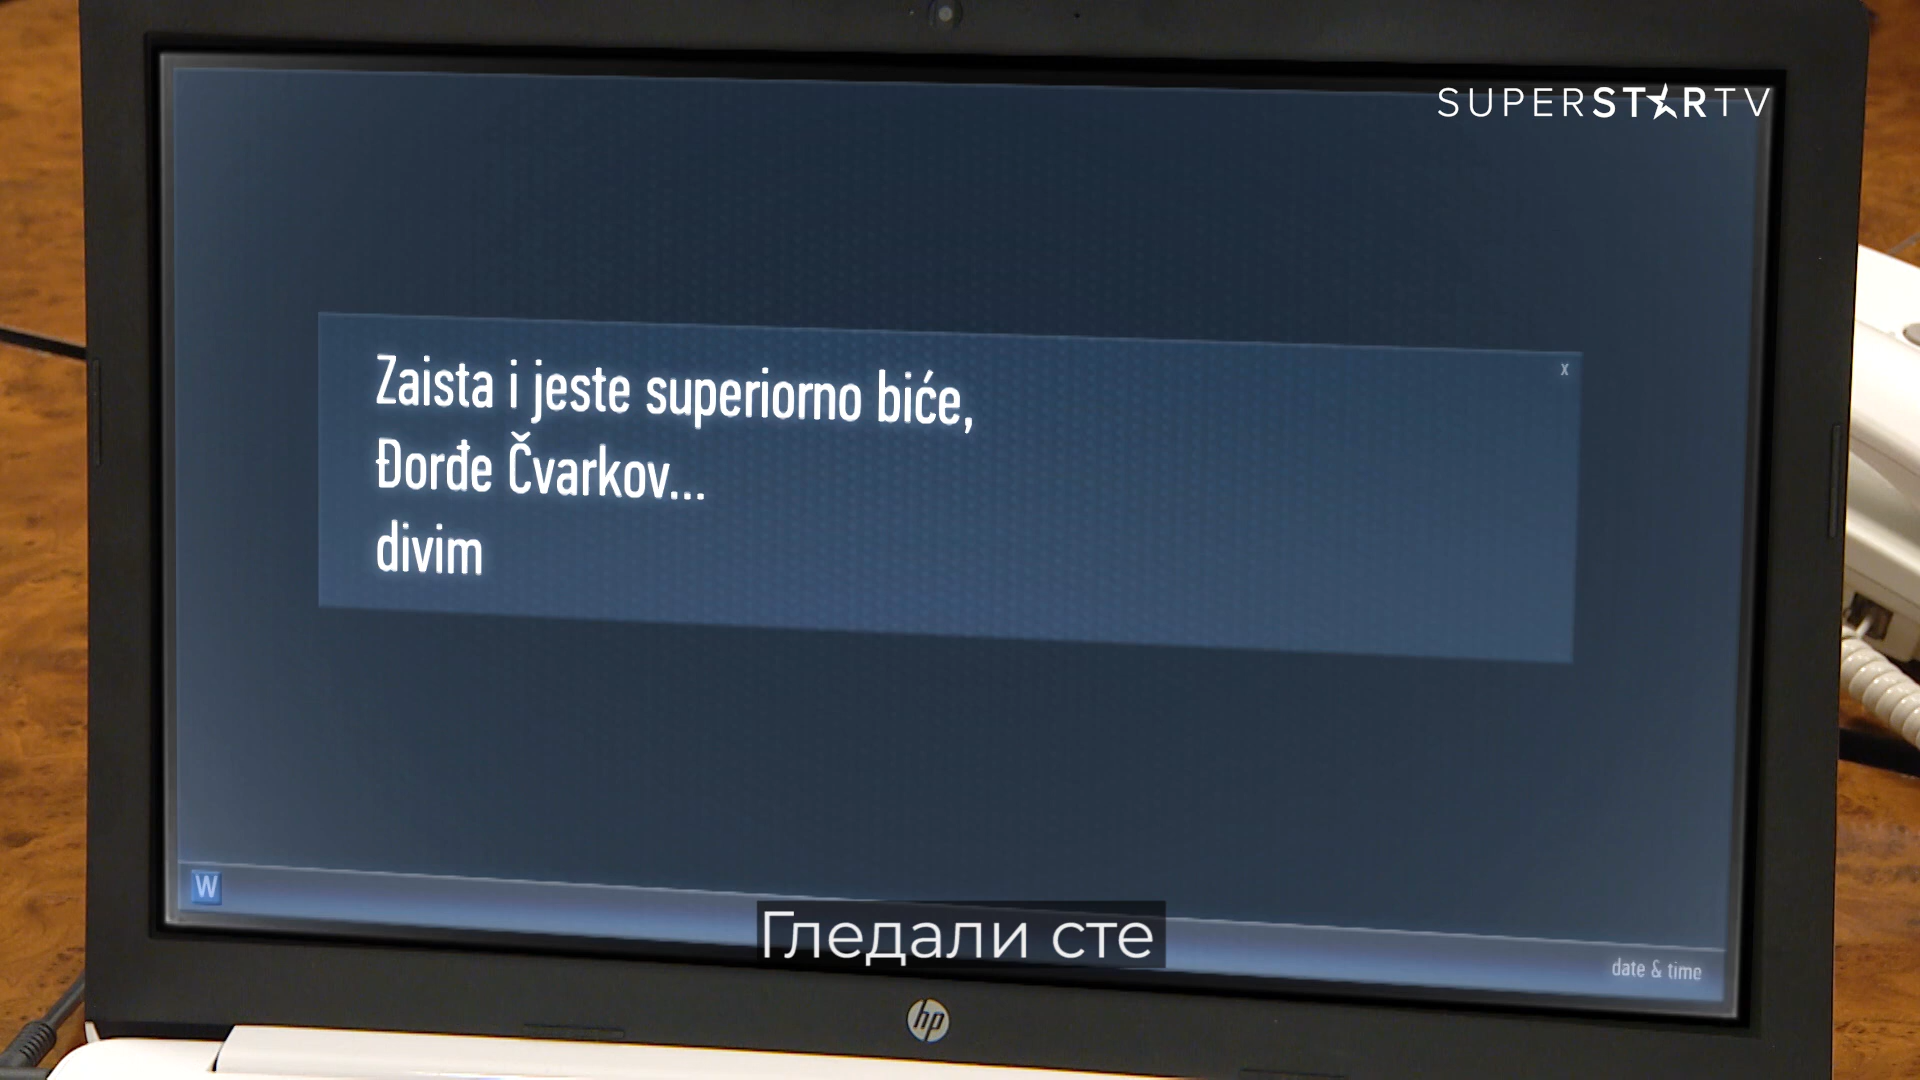 SUPERSTARTV
x
Zaista i jeste superiorno biće,
Đorđe Čvarkov...
divim
W
Гледали сте
date & time
hp